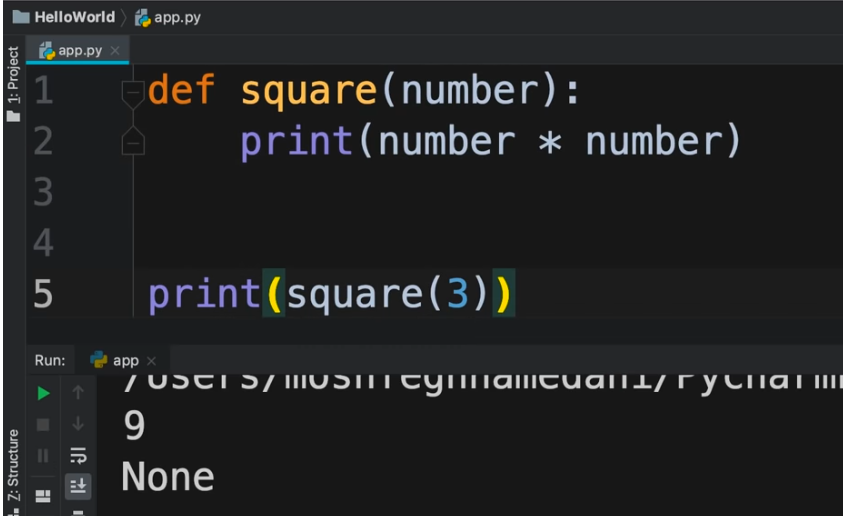 HelloWorld app.py
app.py
1: Project
1 def square(number):
2 print(number * number)
3
4
5 print(square(3))
Run: app
9
None
Z: Structure